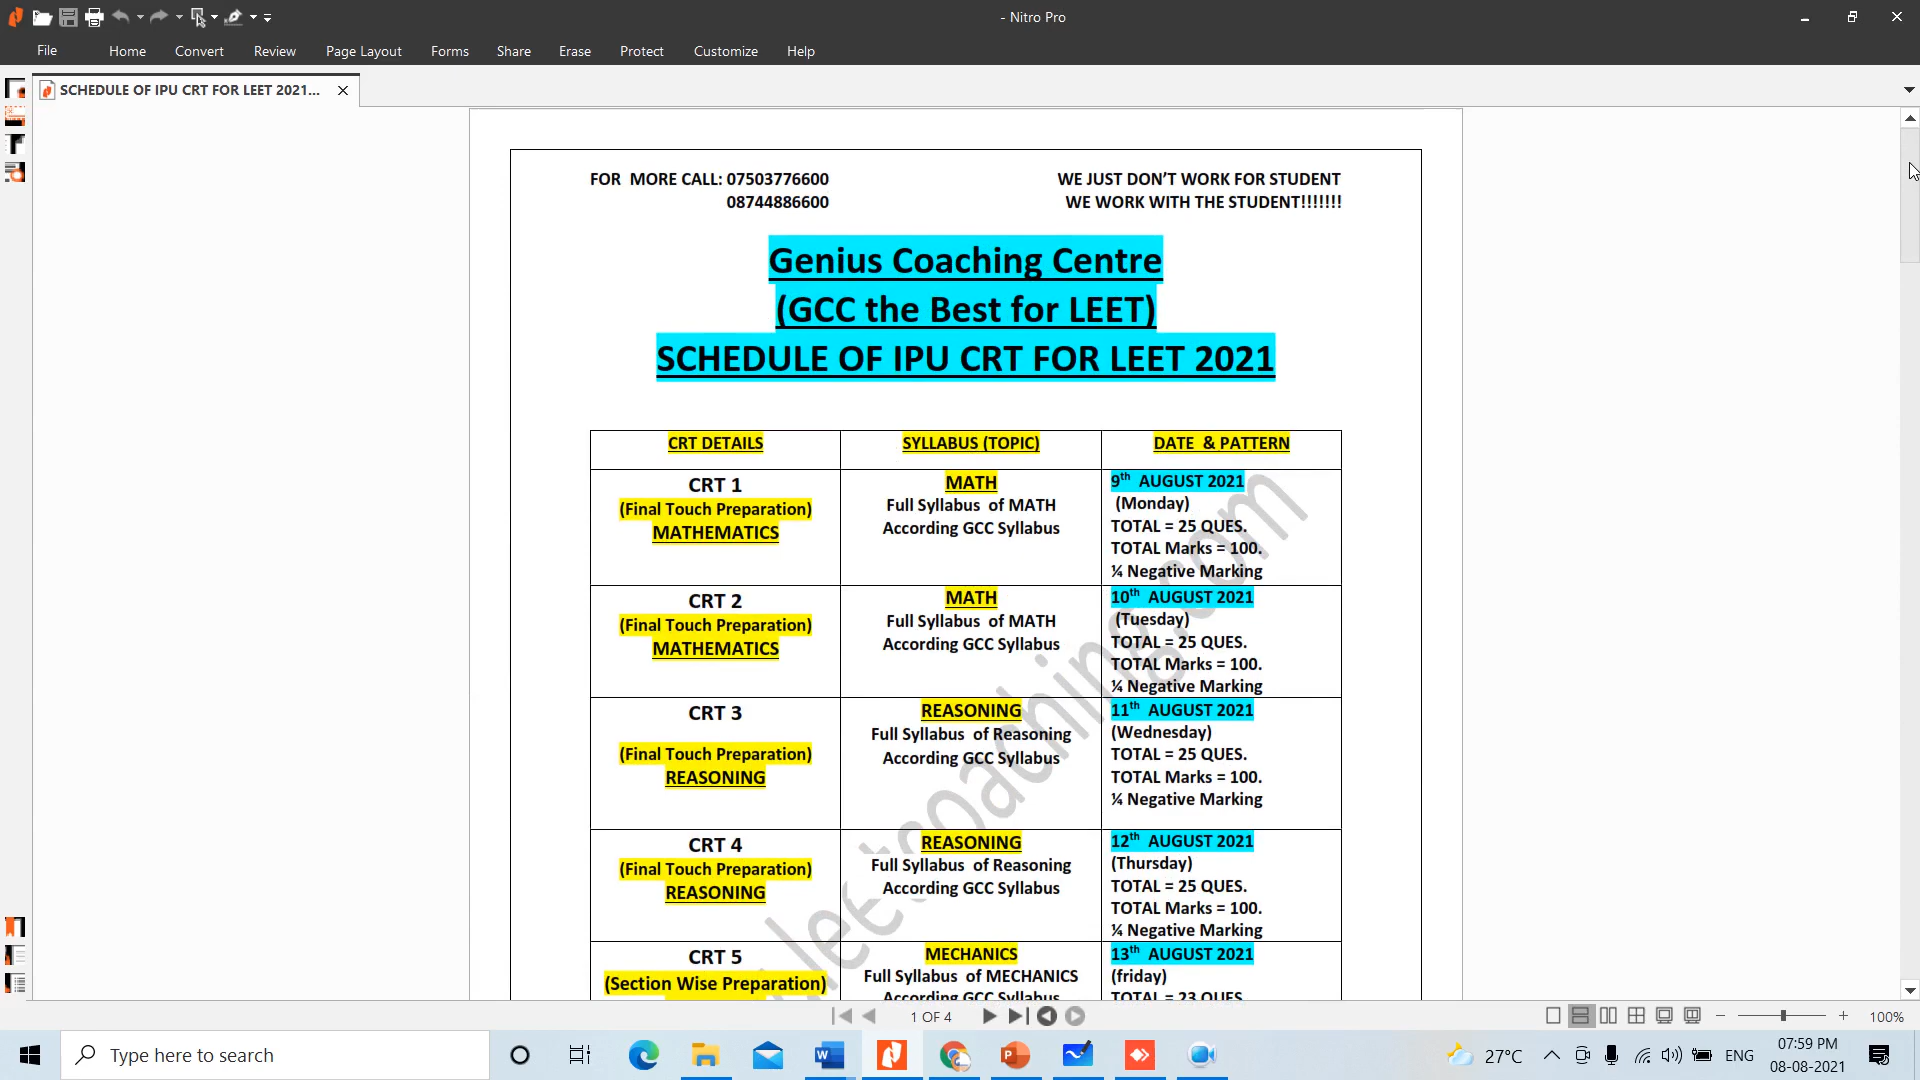 - Nitro Pro
File Home Convert Review Page Layout Forms Share Erase Protect Customize Help
SCHEDULE OF IPU CRT FOR LEET 2021...
FOR MORE CALL: 07503776600
08744886600
WE JUST DON’T WORK FOR STUDENT
WE WORK WITH THE STUDENT!!!!!!!
Genius Coaching Centre
(GCC the Best for LEET)
SCHEDULE OF IPU CRT FOR LEET 2021
CRT DETAILS
SYLLABUS (TOPIC)
DATE & PATTERN
CRT 1
(Final Touch Preparation)
MATHEMATICS
MATH
Full Syllabus of MATH
According GCC Syllabus
9th AUGUST 2021
(Monday)
TOTAL = 25 QUES.
TOTAL Marks = 100.
¼ Negative Marking
CRT 2
(Final Touch Preparation)
MATHEMATICS
MATH
Full Syllabus of MATH
According GCC Syllabus
10th AUGUST 2021
(Tuesday)
TOTAL = 25 QUES.
TOTAL Marks = 100.
¼ Negative Marking
CRT 3
(Final Touch Preparation)
REASONING
REASONING
Full Syllabus of Reasoning
According GCC Syllabus
11th AUGUST 2021
(Wednesday)
TOTAL = 25 QUES.
TOTAL Marks = 100.
¼ Negative Marking
CRT 4
(Final Touch Preparation)
REASONING
REASONING
Full Syllabus of Reasoning
According GCC Syllabus
12th AUGUST 2021
(Thursday)
TOTAL = 25 QUES.
TOTAL Marks = 100.
¼ Negative Marking
CRT 5
(Section Wise Preparation)
MECHANICS
Full Syllabus of MECHANICS
According GCC Syllabus
13th AUGUST 2021
(friday)
TOTAL = 23 QUES.
leetcoaching.com
1 OF 4
100%
Type here to search
27°C
ENG
07:59 PM
08-08-2021